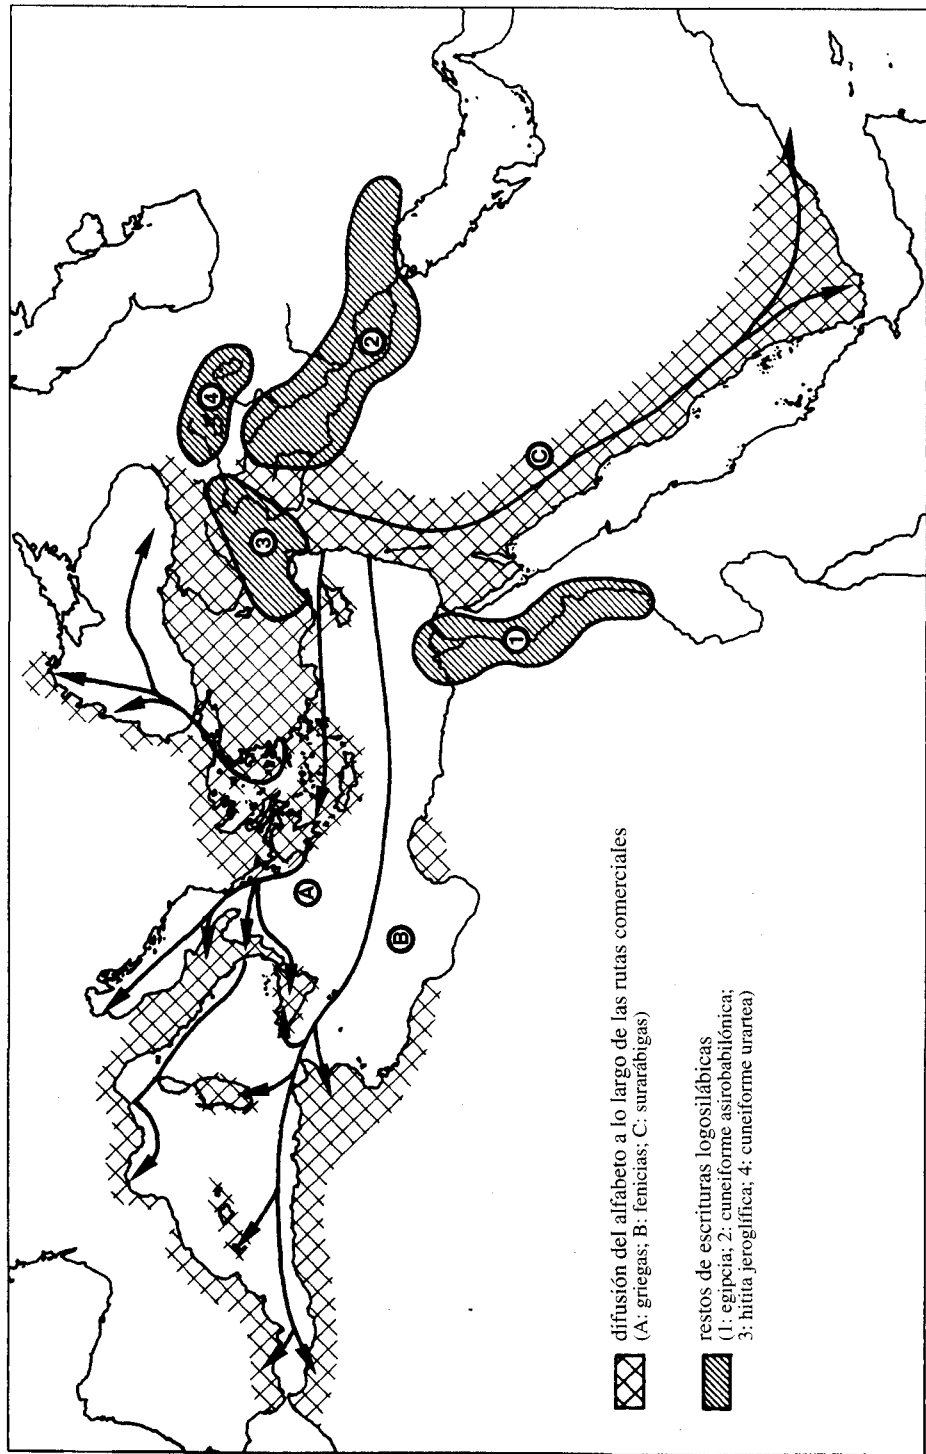 1
2
3
4
A
B
C
difusión del alfabeto a lo largo de las rutas comerciales
(A: griegas; B: fenicias; C: surarábigas)
restos de escrituras logosilábicas
(1: egipcia; 2: cuneiforme asirobabilónica;
3: hitita jeroglífica; 4: cuneiforme urartea)